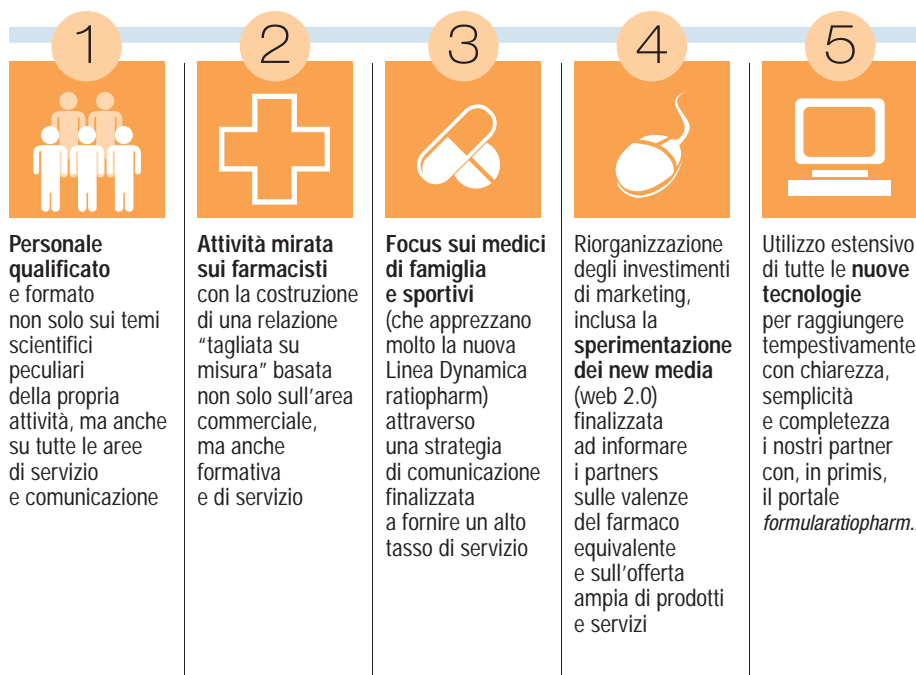 1
Personale
qualificato
e formato
non solo sui temi
scientifici
peculiari
della propria
attività, ma anche
su tutte le aree
di servizio
e comunicazione
2
Attività mirata
sui farmacisti
con la costruzione
di una relazione
“tagliata su
misura” basata
non solo sull'area
commerciale,
ma anche
formativa
e di servizio
3
Focus sui medici
di famiglia
e sportivi
(che apprezzano
molto la nuova
Linea Dynamica
ratiopharm)
attraverso
una strategia
di comunicazione
finalizzata
a fornire un alto
tasso di servizio
4
Riorganizzazione
degli investimenti
di marketing,
inclusa la
sperimentazione
dei new media
(web 2.0)
finalizzata
ad informare
i partners
sulle valenze
del farmaco
equivalente
e sull'offerta
ampia di prodotti
e servizi
5
Utilizzo estensivo
di tutte le nuove
tecnologie
per raggiungere
tempestivamente
con chiarezza,
semplicità
e completezza
i nostri partner
con, in primis,
il portale
formularatiopharm.